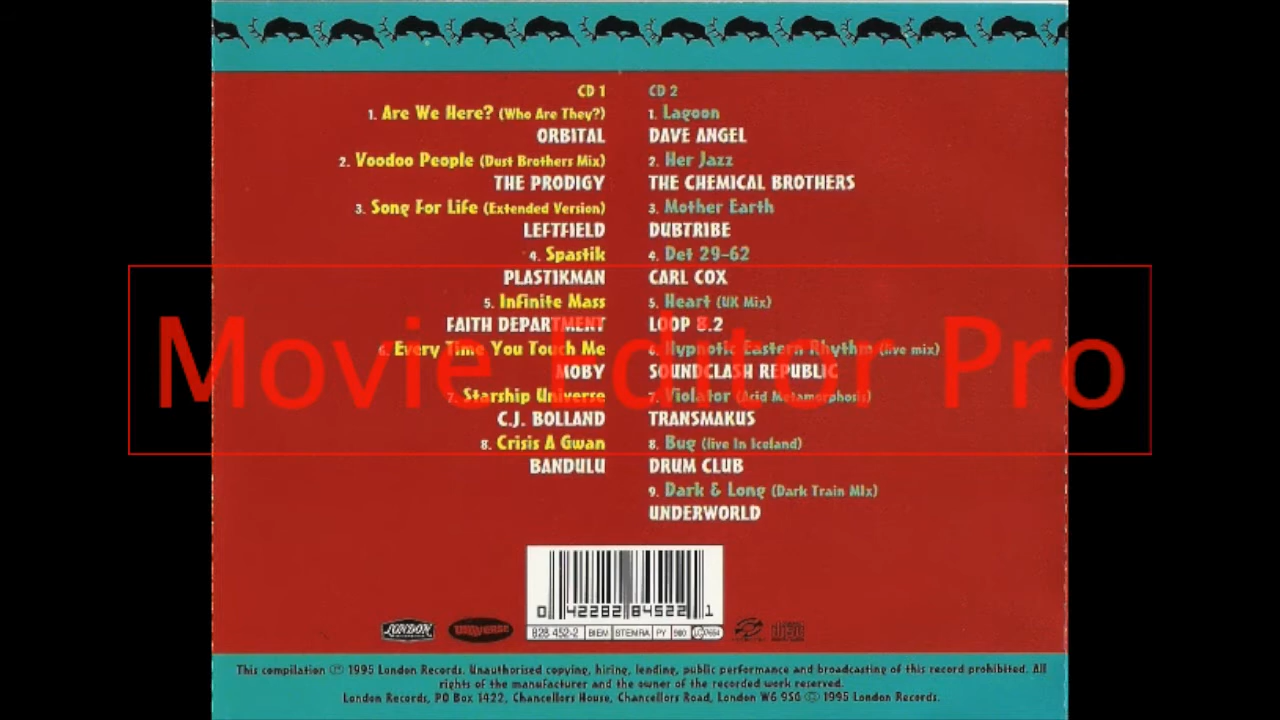 CD 1
1. Are We Here? (Who Are They?)
ORBITAL
2. Voodoo People (Dust Brothers Mix)
THE PRODIGY
3. Song For Life (Extended Version)
LEFTFIELD
4. Spastik
PLASTIKMAN
5. Infinite Mass
FAITH DEPARTMENT
6. Every Time You Touch Me
MOBY
7. Starship Universe
C.J. BOLLAND
8. Crisis A Gwan
BANDULU
CD 2
1. Lagoon
DAVE ANGEL
2. Her Jazz
THE CHEMICAL BROTHERS
3. Mother Earth
DUBTRIBE
4. Det 29-62
CARL COX
5. Heart (UK Mix)
LOOP 8.2
6. Hypnotic Eastern Rhythm (live mix)
SOUNDCLASH REPUBLIC
7. Violator (Acid Metamorphosis)
TRANSMAKUS
8. Bug (live In Iceland)
DRUM CLUB
9. Dark & Long (Dark Train MIx)
UNDERWORLD
Movie Editor Pro
0 42282 84522 1
LONDON
UNIVERSE
828 452-2 BIEM STEMRA PY 900 LC 7654
This compilation ℗ 1995 London Records. Unauthorised copying, hiring, lending, public performance and broadcasting of this record prohibited. All
rights of the manufacturer and the owner of the recorded work reserved.
London Records, PO Box 1422, Chancellors House, Chancellors Road, London W6 9SG © 1995 London Records.